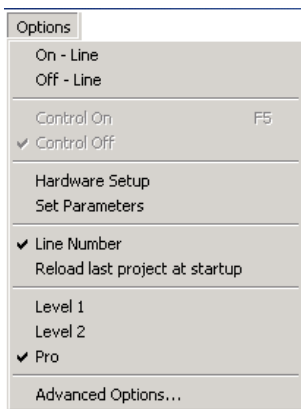 Options
On - Line
Off - Line
Control On F5
Control Off
Hardware Setup
Set Parameters
Line Number
Reload last project at startup
Level 1
Level 2
Pro
Advanced Options...